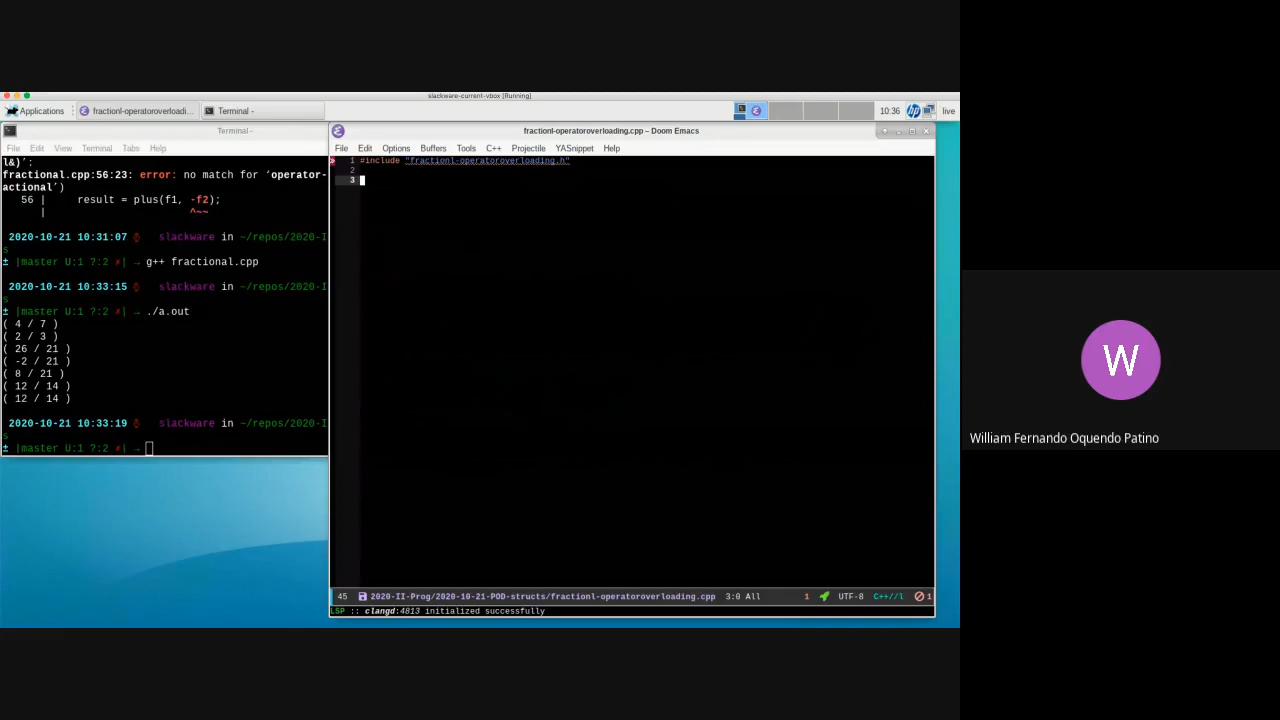 slackware-current-vbox [Running]
Applications
fractionl-operatoroverloadi...
Terminal -
10:36
live
Terminal -
File Edit View Terminal Tabs Help
l&)’:
fractional.cpp:56:23: error: no match for ‘operator-
actional’)
56 | result = plus(f1, -f2);
| ^~~
2020-10-21 10:31:07 slackware in ~/repos/2020-I
s
± |master U:1 ?:2 ✗| → g++ fractional.cpp
2020-10-21 10:33:15 slackware in ~/repos/2020-I
s
± |master U:1 ?:2 ✗| → ./a.out
( 4 / 7 )
( 2 / 3 )
( 26 / 21 )
( -2 / 21 )
( 8 / 21 )
( 12 / 14 )
( 12 / 14 )
2020-10-21 10:33:19 slackware in ~/repos/2020-I
s
± |master U:1 ?:2 ✗| →
fractionl-operatoroverloading.cpp – Doom Emacs
File Edit Options Buffers Tools C++ Projectile YASnippet Help
1 #include "fractionl-operatoroverloading.h"
2
3
45 2020-II-Prog/2020-10-21-POD-structs/fractionl-operatoroverloading.cpp 3:0 All 1 UTF-8 C++//l 1
LSP :: clangd:4813 initialized successfully
W
William Fernando Oquendo Patino